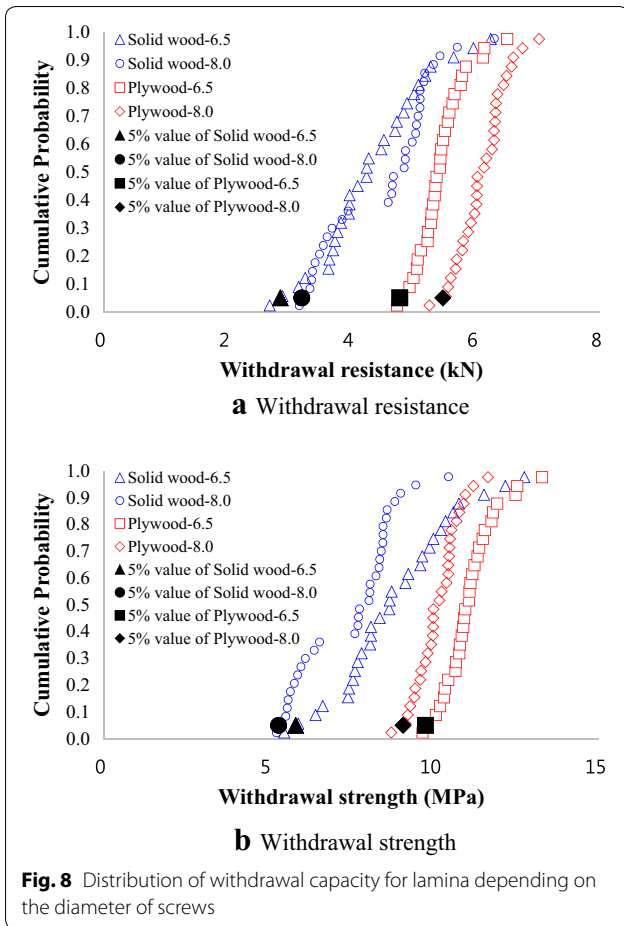 Solid wood-6.5
Solid wood-8.0
Plywood-6.5
Plywood-8.0
5% value of Solid wood-6.5
5% value of Solid wood-8.0
5% value of Plywood-6.5
5% value of Plywood-8.0
Cumulative Probability
1.0
0.9
0.8
0.7
0.6
0.5
0.4
0.3
0.2
0.1
0.0
0 2 4 6 8
Withdrawal resistance (kN)
a Withdrawal resistance
Solid wood-6.5
Solid wood-8.0
Plywood-6.5
Plywood-8.0
5% value of Solid wood-6.5
5% value of Solid wood-8.0
5% value of Plywood-6.5
5% value of Plywood-8.0
Cumulative Probability
1.0
0.9
0.8
0.7
0.6
0.5
0.4
0.3
0.2
0.1
0.0
0 5 10 15
Withdrawal strength (MPa)
b Withdrawal strength
Fig. 8 Distribution of withdrawal capacity for lamina depending on
the diameter of screws